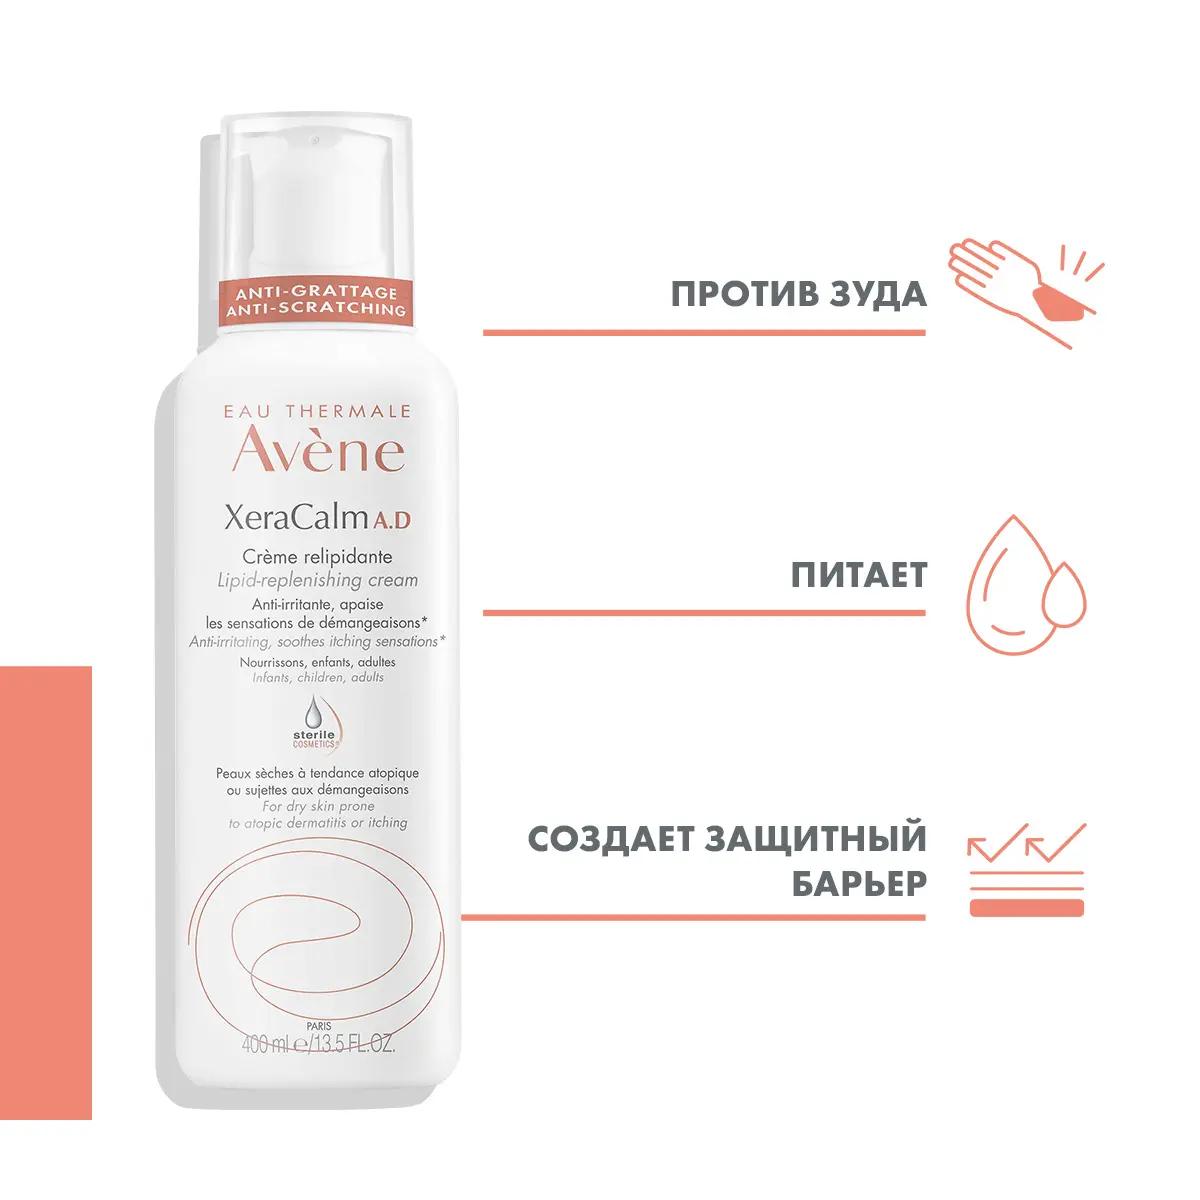 ANTI-GRATTAGE
ANTI-SCRATCHING
EAU THERMALE
Avène
XeraCalm A.D
Crème relipidante
Lipid-replenishing cream
Anti-irritante, apaise
les sensations de démangeaisons*
Anti-irritating, soothes itching sensations*
Nourrissons, enfants, adultes
Infants, children, adults
sterile
COSMETICS®
Peaux sèches à tendance atopique
ou sujettes aux démangeaisons
For dry skin prone
to atopic dermatitis or itching
PARIS
400 ml ℮/13.5 FL.OZ.
ПРОТИВ ЗУДА
ПИТАЕТ
СОЗДАЕТ ЗАЩИТНЫЙ
БАРЬЕР